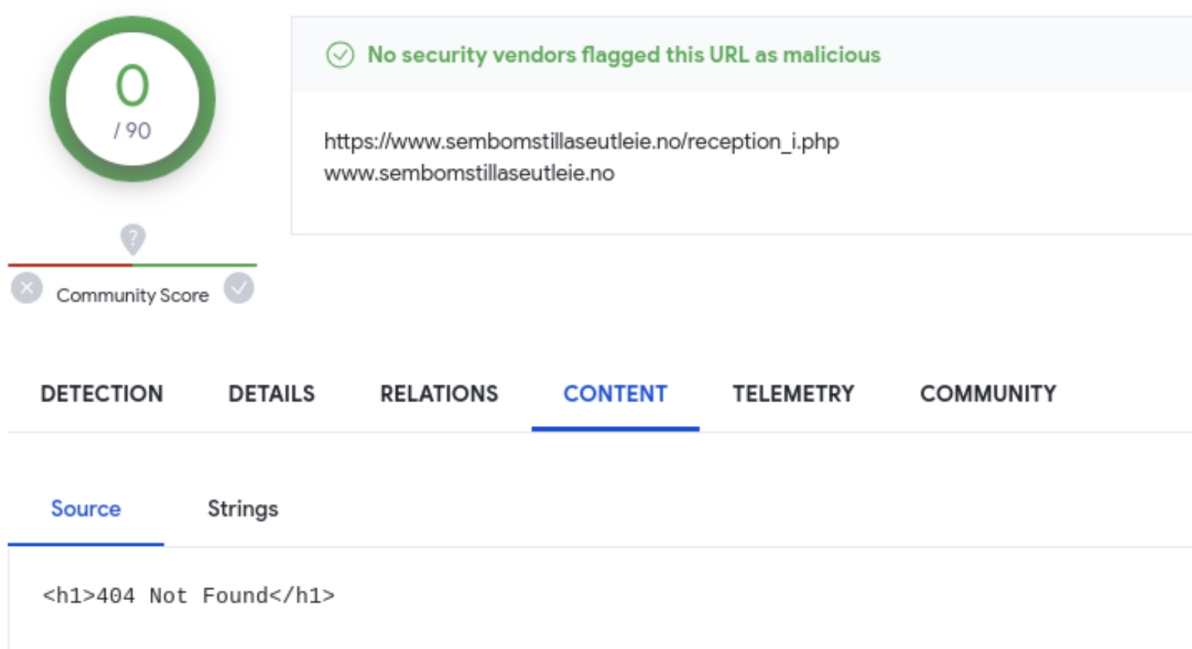 0
/ 90
No security vendors flagged this URL as malicious
https://www.sembomstillaseutleie.no/reception_i.php
www.sembomstillaseutleie.no
?
Community Score
DETECTION DETAILS RELATIONS CONTENT TELEMETRY COMMUNITY
Source Strings
<h1>404 Not Found</h1>